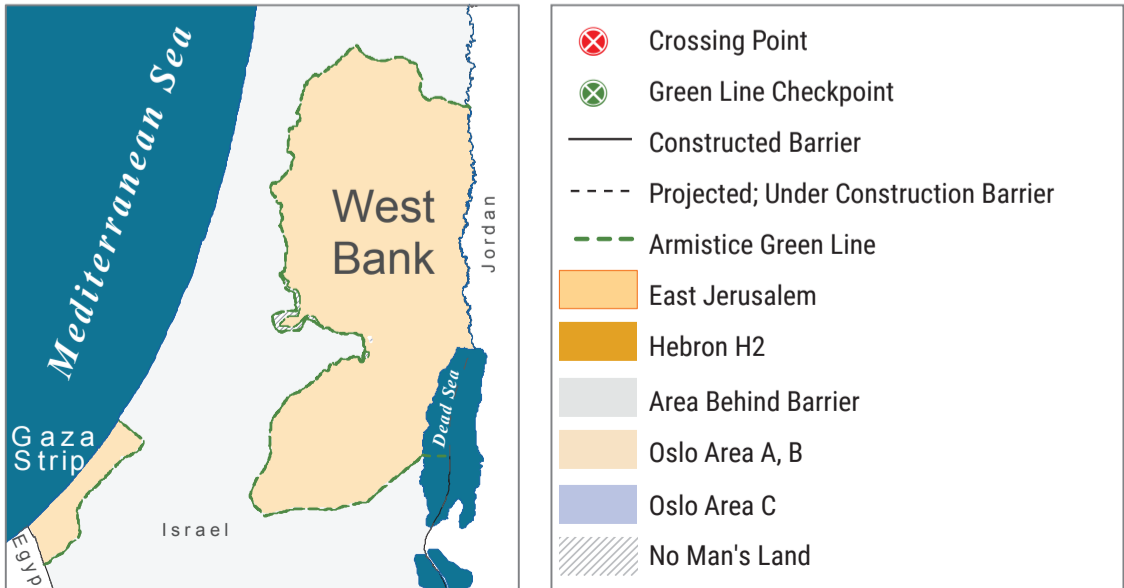 Mediterranean Sea
West
Bank
Jordan
Dead Sea
Gaza
Strip
Israel
Egyp
Crossing Point
Green Line Checkpoint
Constructed Barrier
Projected; Under Construction Barrier
Armistice Green Line
East Jerusalem
Hebron H2
Area Behind Barrier
Oslo Area A, B
Oslo Area C
No Man's Land